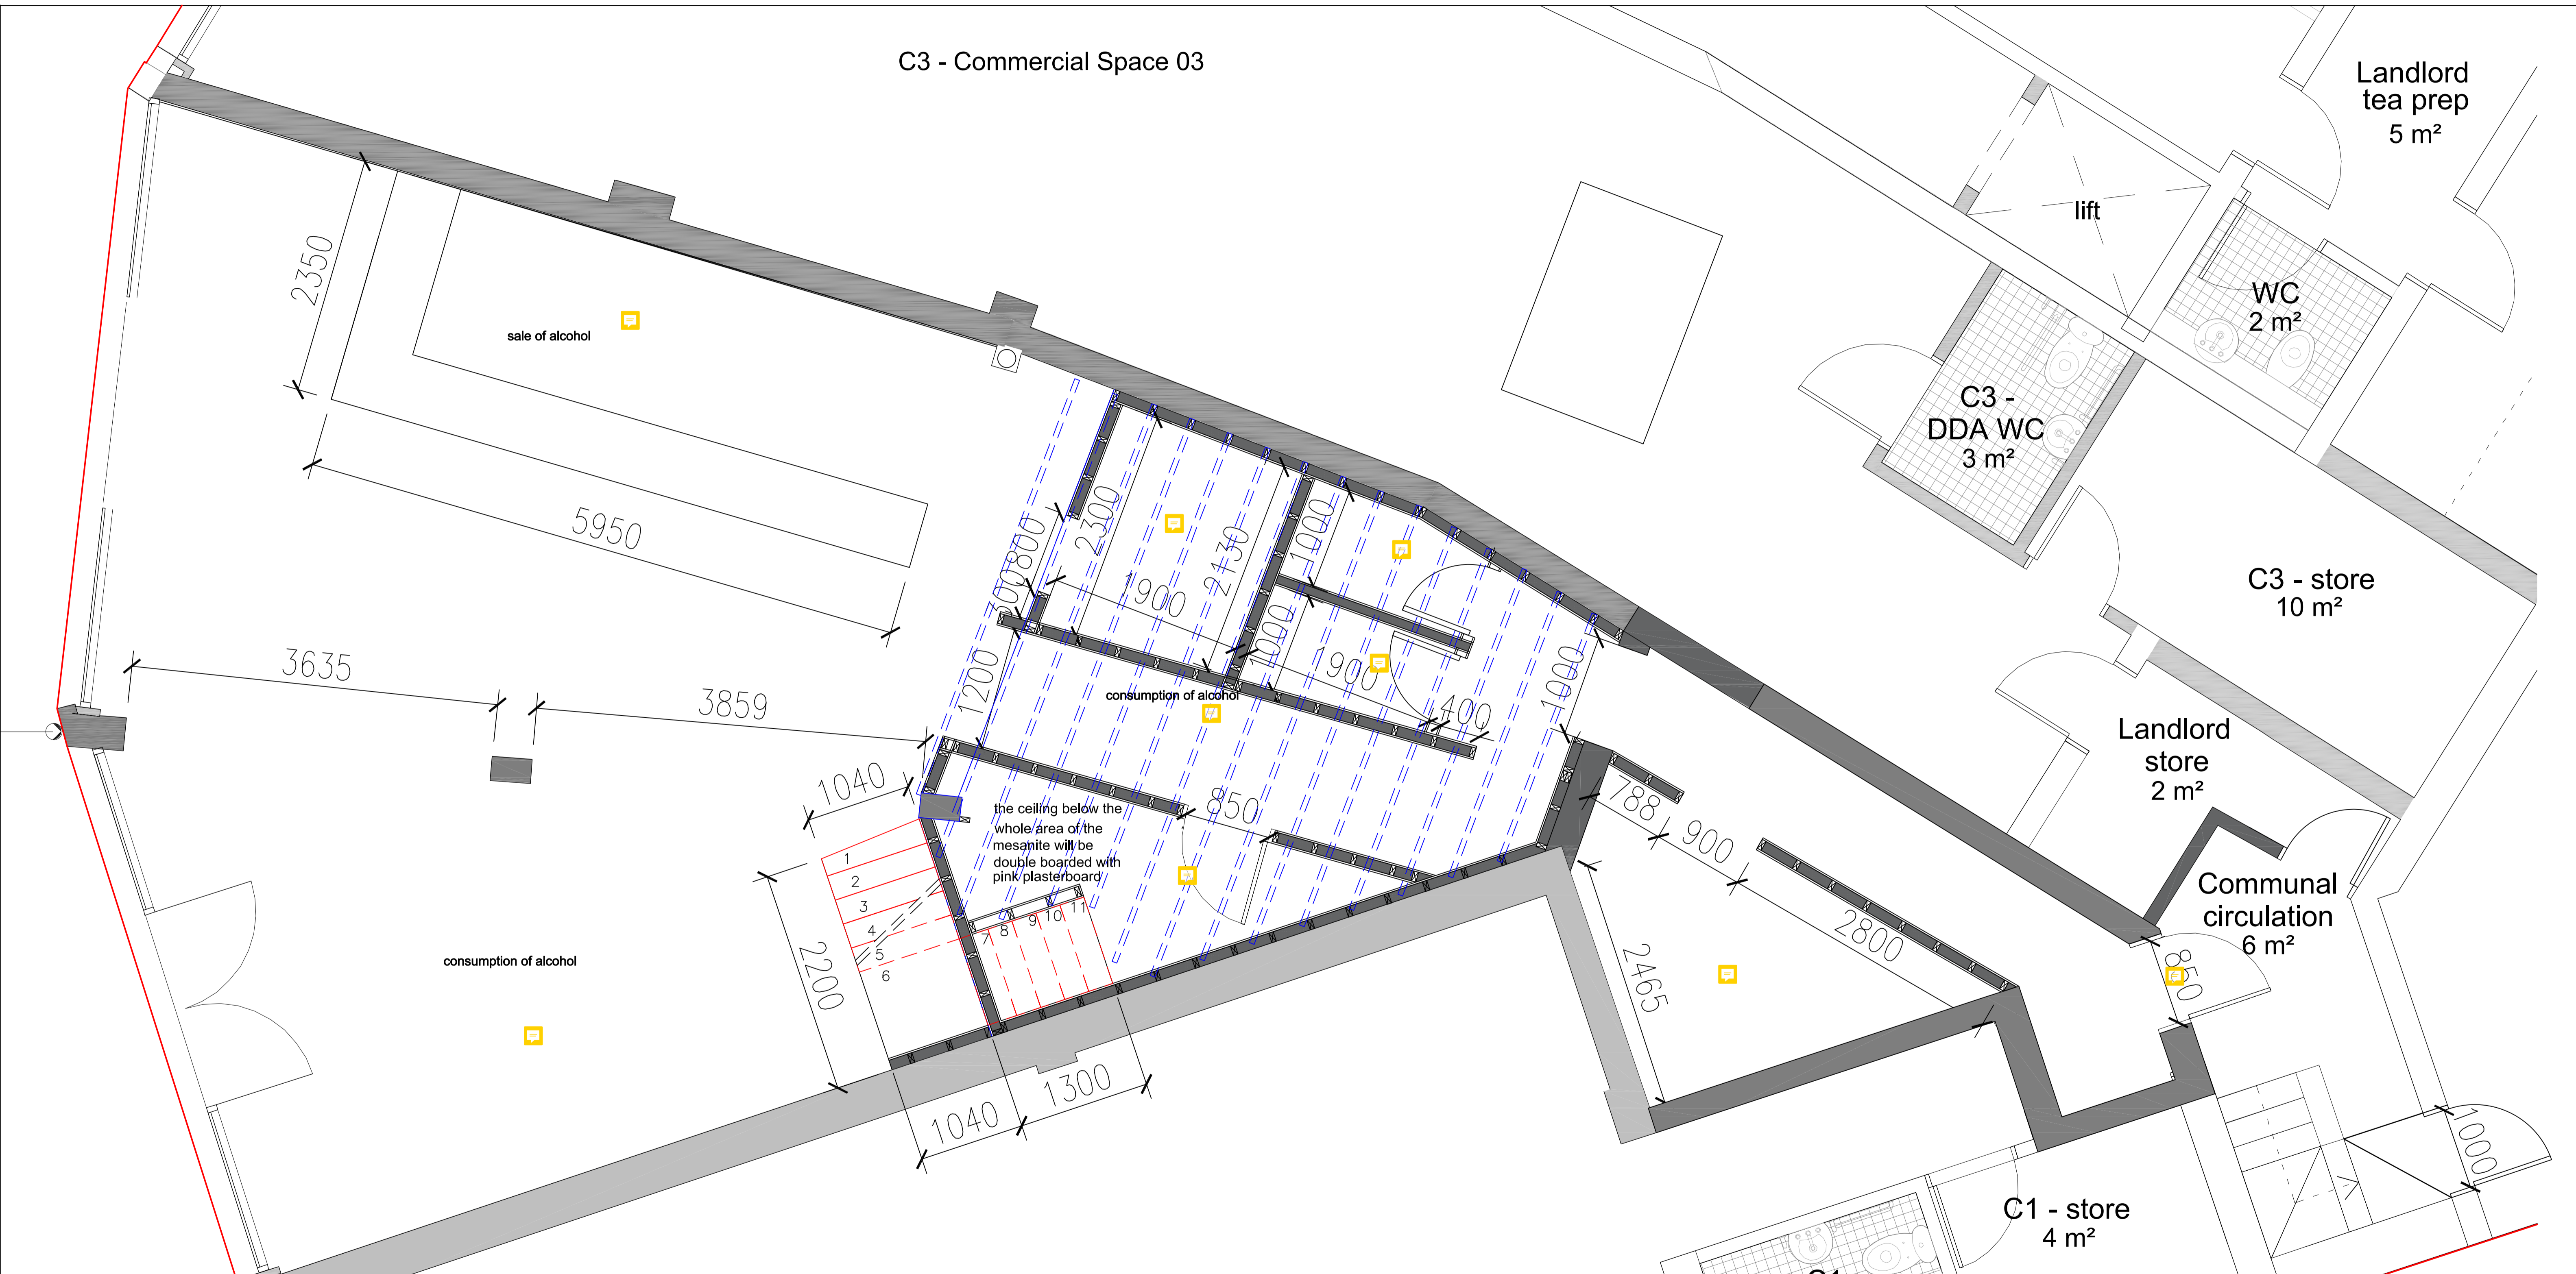 C3 - Commercial Space 03
Landlord
tea prep
5 m²
lift
WC
2 m²
C3 -
DDA WC
3 m²
C3 - store
10 m²
Landlord
store
2 m²
Communal
circulation
6 m²
C1 - store
4 m²
sale of alcohol
2350
5950
3635
3859
800
2300
1900
2130
1000
1000
1900
400
1000
1200
consumption of alcohol
850
the ceiling below the
whole area of the
mesanite will be
double boarded with
pink plasterboard
1040
1
2
3
4
5
6
7
8
9
10
11
2200
1040
1300
consumption of alcohol
788
900
2800
2465
850
1000